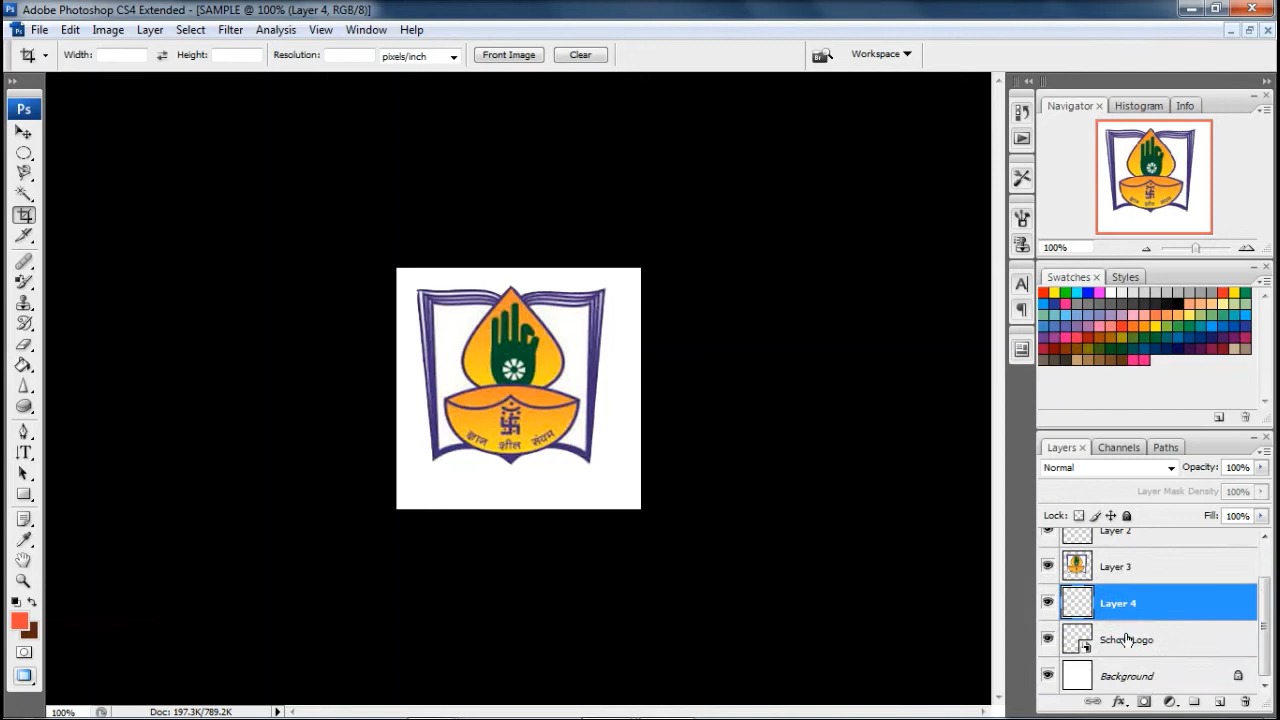 Adobe Photoshop CS4 Extended - [SAMPLE @ 100% (Layer 4, RGB/8)]
File Edit Image Layer Select Filter Analysis View Window Help
Width: Height: Resolution: pixels/inch Front Image Clear Workspace
Ps
Navigator Histogram Info
100%
Swatches Styles
ज्ञान शील संयम
Layers Channels Paths
Normal Opacity: 100%
Layer Mask Density 100%
Lock: Fill: 100%
Layer 2
Layer 3
Layer 4
Logo
Background
100% Doc: 197.3K/789.2K